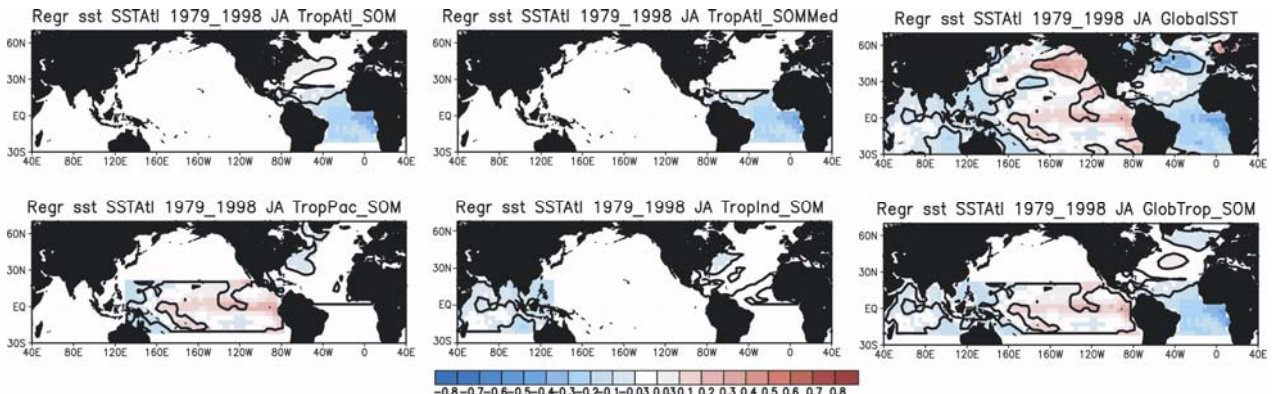 Regr sst SSTAtl 1979_1998 JA TropAtl_SOM
Regr sst SSTAtl 1979_1998 JA TropAtl_SOMMed
Regr sst SSTAtl 1979_1998 JA GlobalSST
60N
30N
EQ
30S
40E 80E 120E 160E 160W 120W 80W 40W 0 40E
60N
30N
EQ
30S
40E 80E 120E 160E 160W 120W 80W 40W 0 40E
60N
30N
EQ
30S
40E 80E 120E 160E 160W 120W 80W 40W 0 40E
Regr sst SSTAtl 1979_1998 JA TropPac_SOM
Regr sst SSTAtl 1979_1998 JA TropInd_SOM
Regr sst SSTAtl 1979_1998 JA GlobTrop_SOM
60N
30N
EQ
30S
40E 80E 120E 160E 160W 120W 80W 40W 0 40E
60N
30N
EQ
30S
40E 80E 120E 160E 160W 120W 80W 40W 0 40E
60N
30N
EQ
30S
40E 80E 120E 160E 160W 120W 80W 40W 0 40E
-0.8 -0.7 -0.6 -0.5 -0.4 -0.3 -0.2 -0.1 -0.03 0.03 0.1 0.2 0.3 0.4 0.5 0.6 0.7 0.8